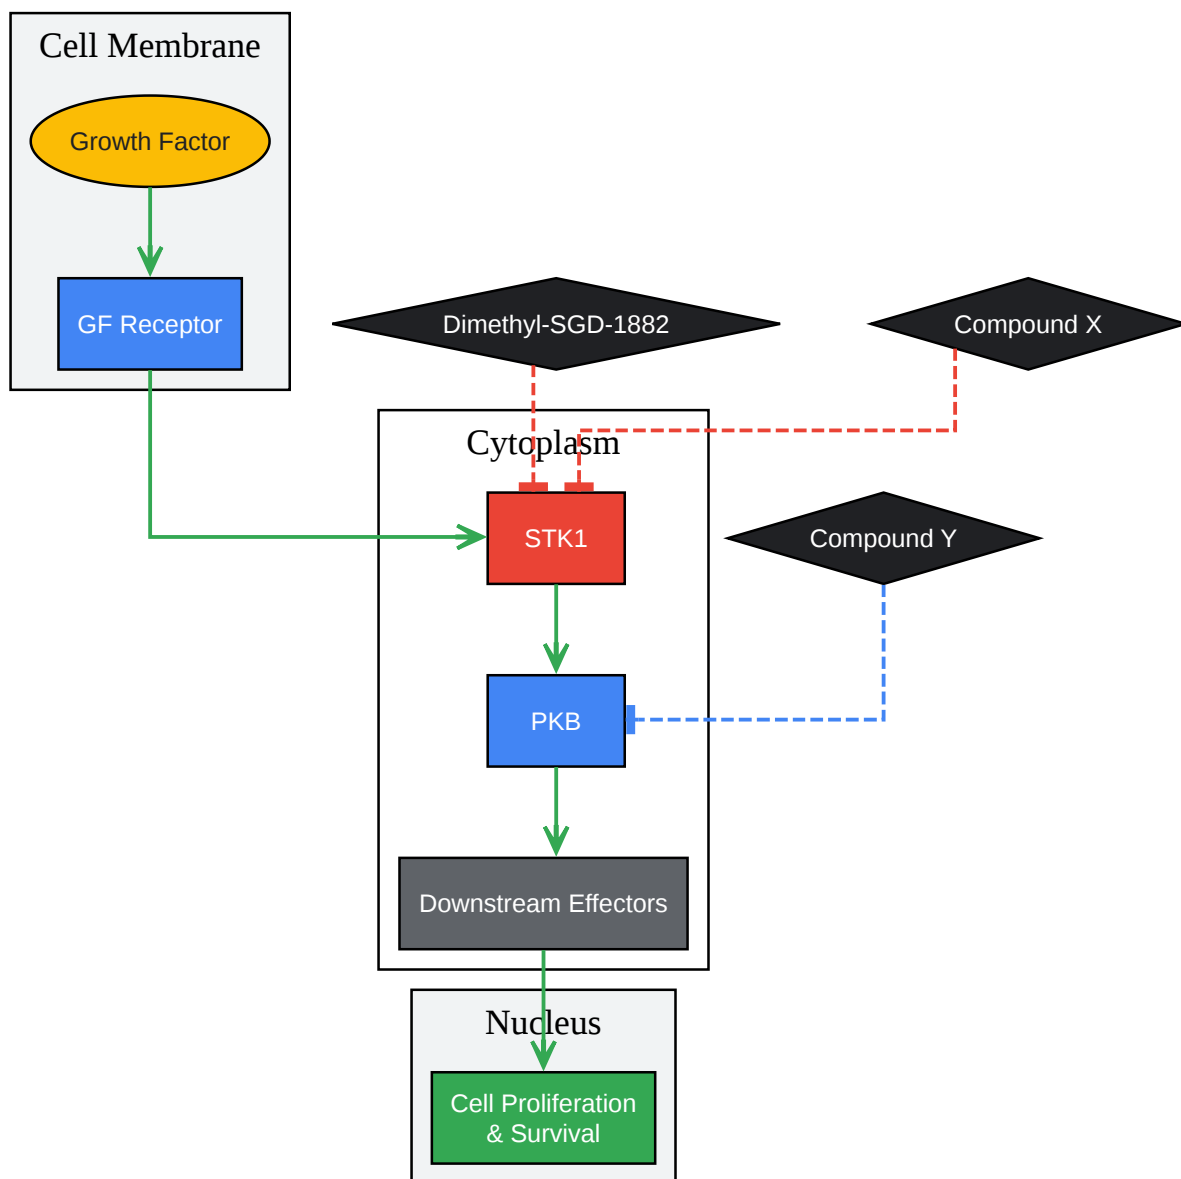 Cell Membrane
Growth Factor
GF Receptor
Dimethyl-SGD-1882
Compound X
Cytoplasm
STK1
Compound Y
PKB
Downstream Effectors
Nucleus
Cell Proliferation
& Survival